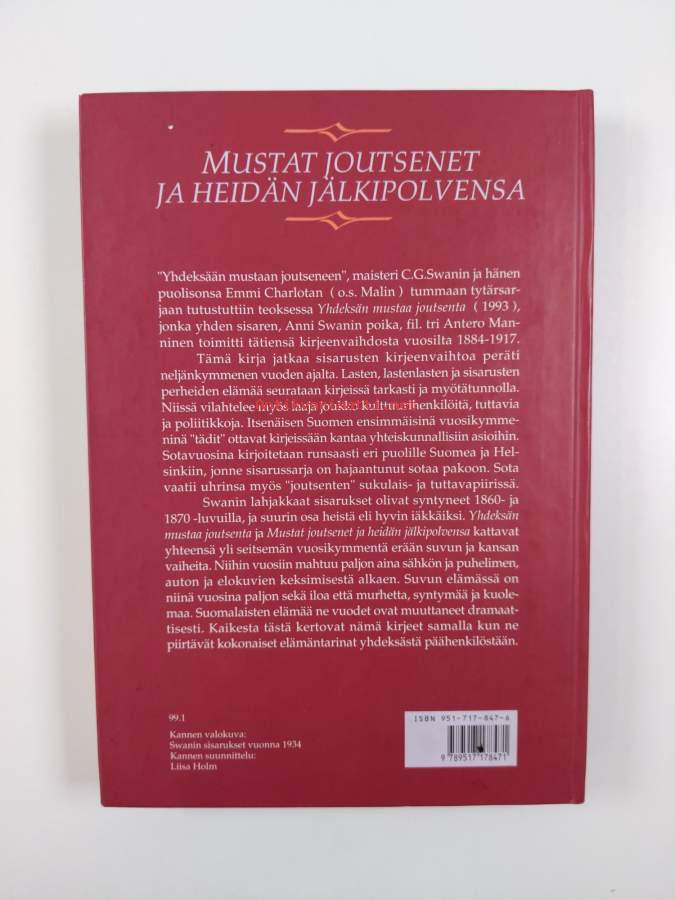 MUSTAT JOUTSENET
JA HEIDÄN JÄLKIPOLVENSA
"Yhdeksään mustaan joutseneen", maisteri C.G.Swanin ja hänen
puolisonsa Emmi Charlotan ( o.s. Malin ) tummaan tytärsar-
jaan tutustuttiin teoksessa Yhdeksän mustaa joutsenta ( 1993 ),
jonka yhden sisaren, Anni Swanin poika, fil. tri Antero Man-
ninen toimitti tätiensä kirjeenvaihdosta vuosilta 1884-1917.
Tämä kirja jatkaa sisarusten kirjeenvaihtoa peräti
neljänkymmenen vuoden ajalta. Lasten, lastenlasten ja sisarusten
perheiden elämää seurataan kirjeissä tarkasti ja myötätunnolla.
Niissä vilahtelee myös koko joukko kulttuurihenkilöitä, tuttavia
ja poliitikkoja. Itsenäisen Suomen ensimmäisinä vuosikymme-
ninä "tädit" ottavat kirjeissään kantaa yhteiskunnallisiin asioihin.
Sotavuosina kirjoitetaan runsaasti eri puolille Suomea ja Hel-
sinkiin, jonne sisarussarja on hajaantunut sotaa pakoon. Sota
vaatii uhrinsa myös "joutsenten" sukulais- ja tuttavapiirissä.
Swanin lahjakkaat sisarukset olivat syntyneet 1860- ja
1870 -luvuilla, ja suurin osa heistä eli hyvin iäkkäiksi. Yhdeksän
mustaa joutsenta ja Mustat joutsenet ja heidän jälkipolvensa kattavat
yhteensä yli seitsemän vuosikymmentä erään suvun ja kansan
vaiheita. Niihin vuosiin mahtuu paljon aina sähkön ja puhelimen,
auton ja elokuvien keksimisestä alkaen. Suvun elämässä on
niinä vuosina paljon sekä iloa että murhetta, syntymää ja kuole-
maa. Suomalaisten elämää ne vuodet ovat muuttaneet dramaat-
tisesti. Kaikesta tästä kertovat nämä kirjeet samalla kun ne
piirtävät kokonaiset elämäntarinat yhdeksästä päähenkilöstään.
99.1
Kannen valokuva:
Swanin sisarukset vuonna 1934
Kannen suunnittelu:
Liisa Holm
ISBN 951-717-847-6
9 789517 178471